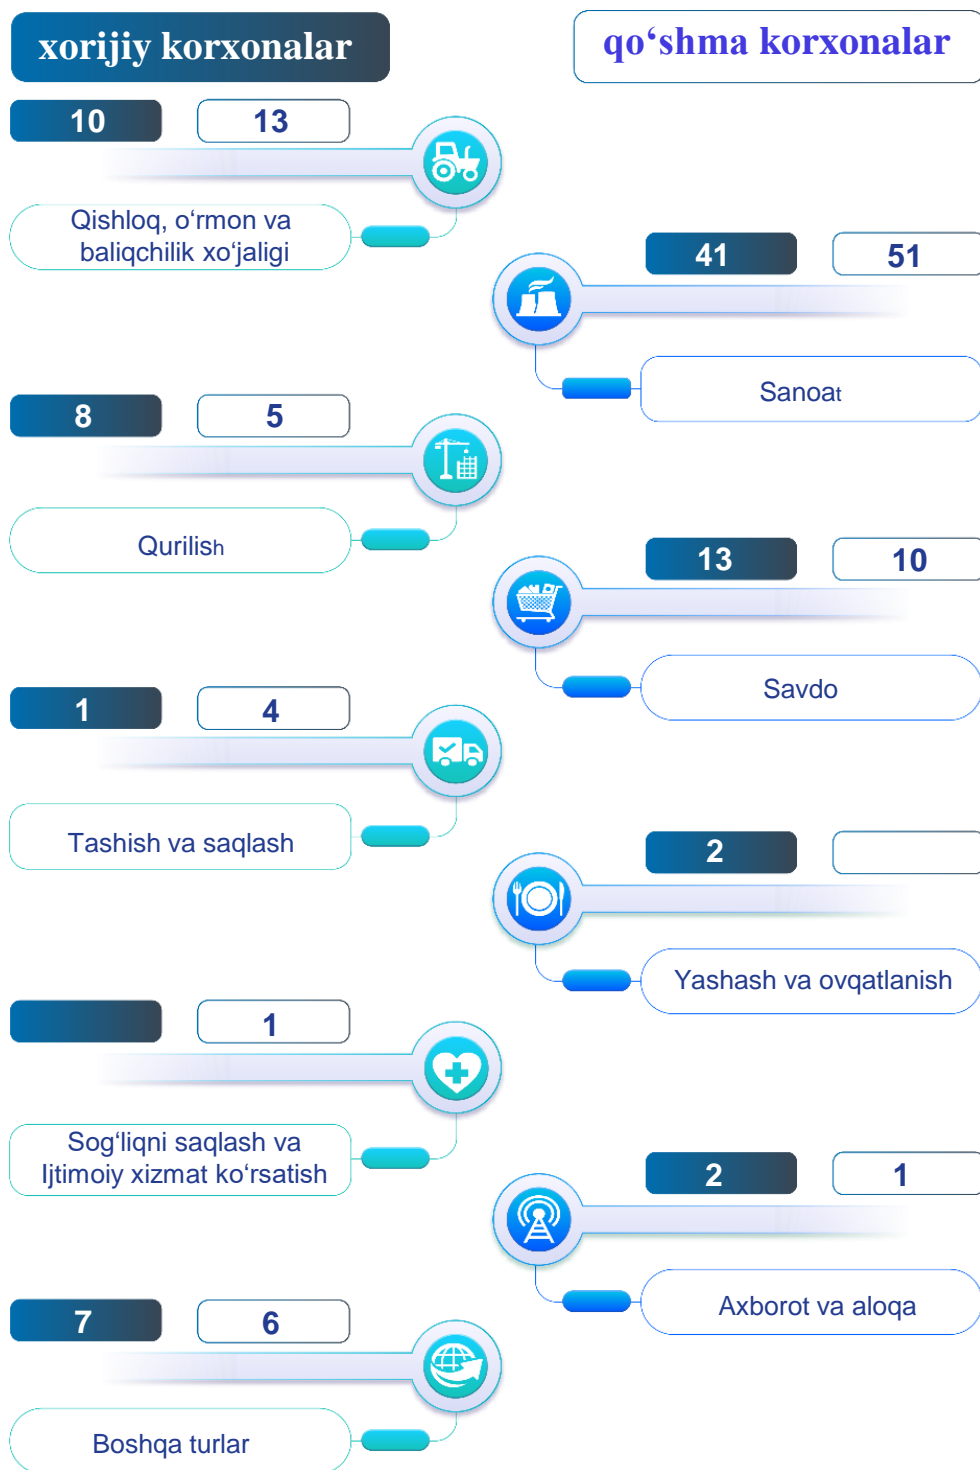 xorijiy korxonalar
qo‘shma korxonalar
10
13
Qishloq, o‘rmon va
baliqchilik xo‘jaligi
41
51
Sanoat
8
5
Qurilish
13
10
Savdo
1
4
Tashish va saqlash
2
Yashash va ovqatlanish
1
Sog‘liqni saqlash va
Ijtimoiy xizmat ko‘rsatish
2
1
Axborot va aloqa
7
6
Boshqa turlar